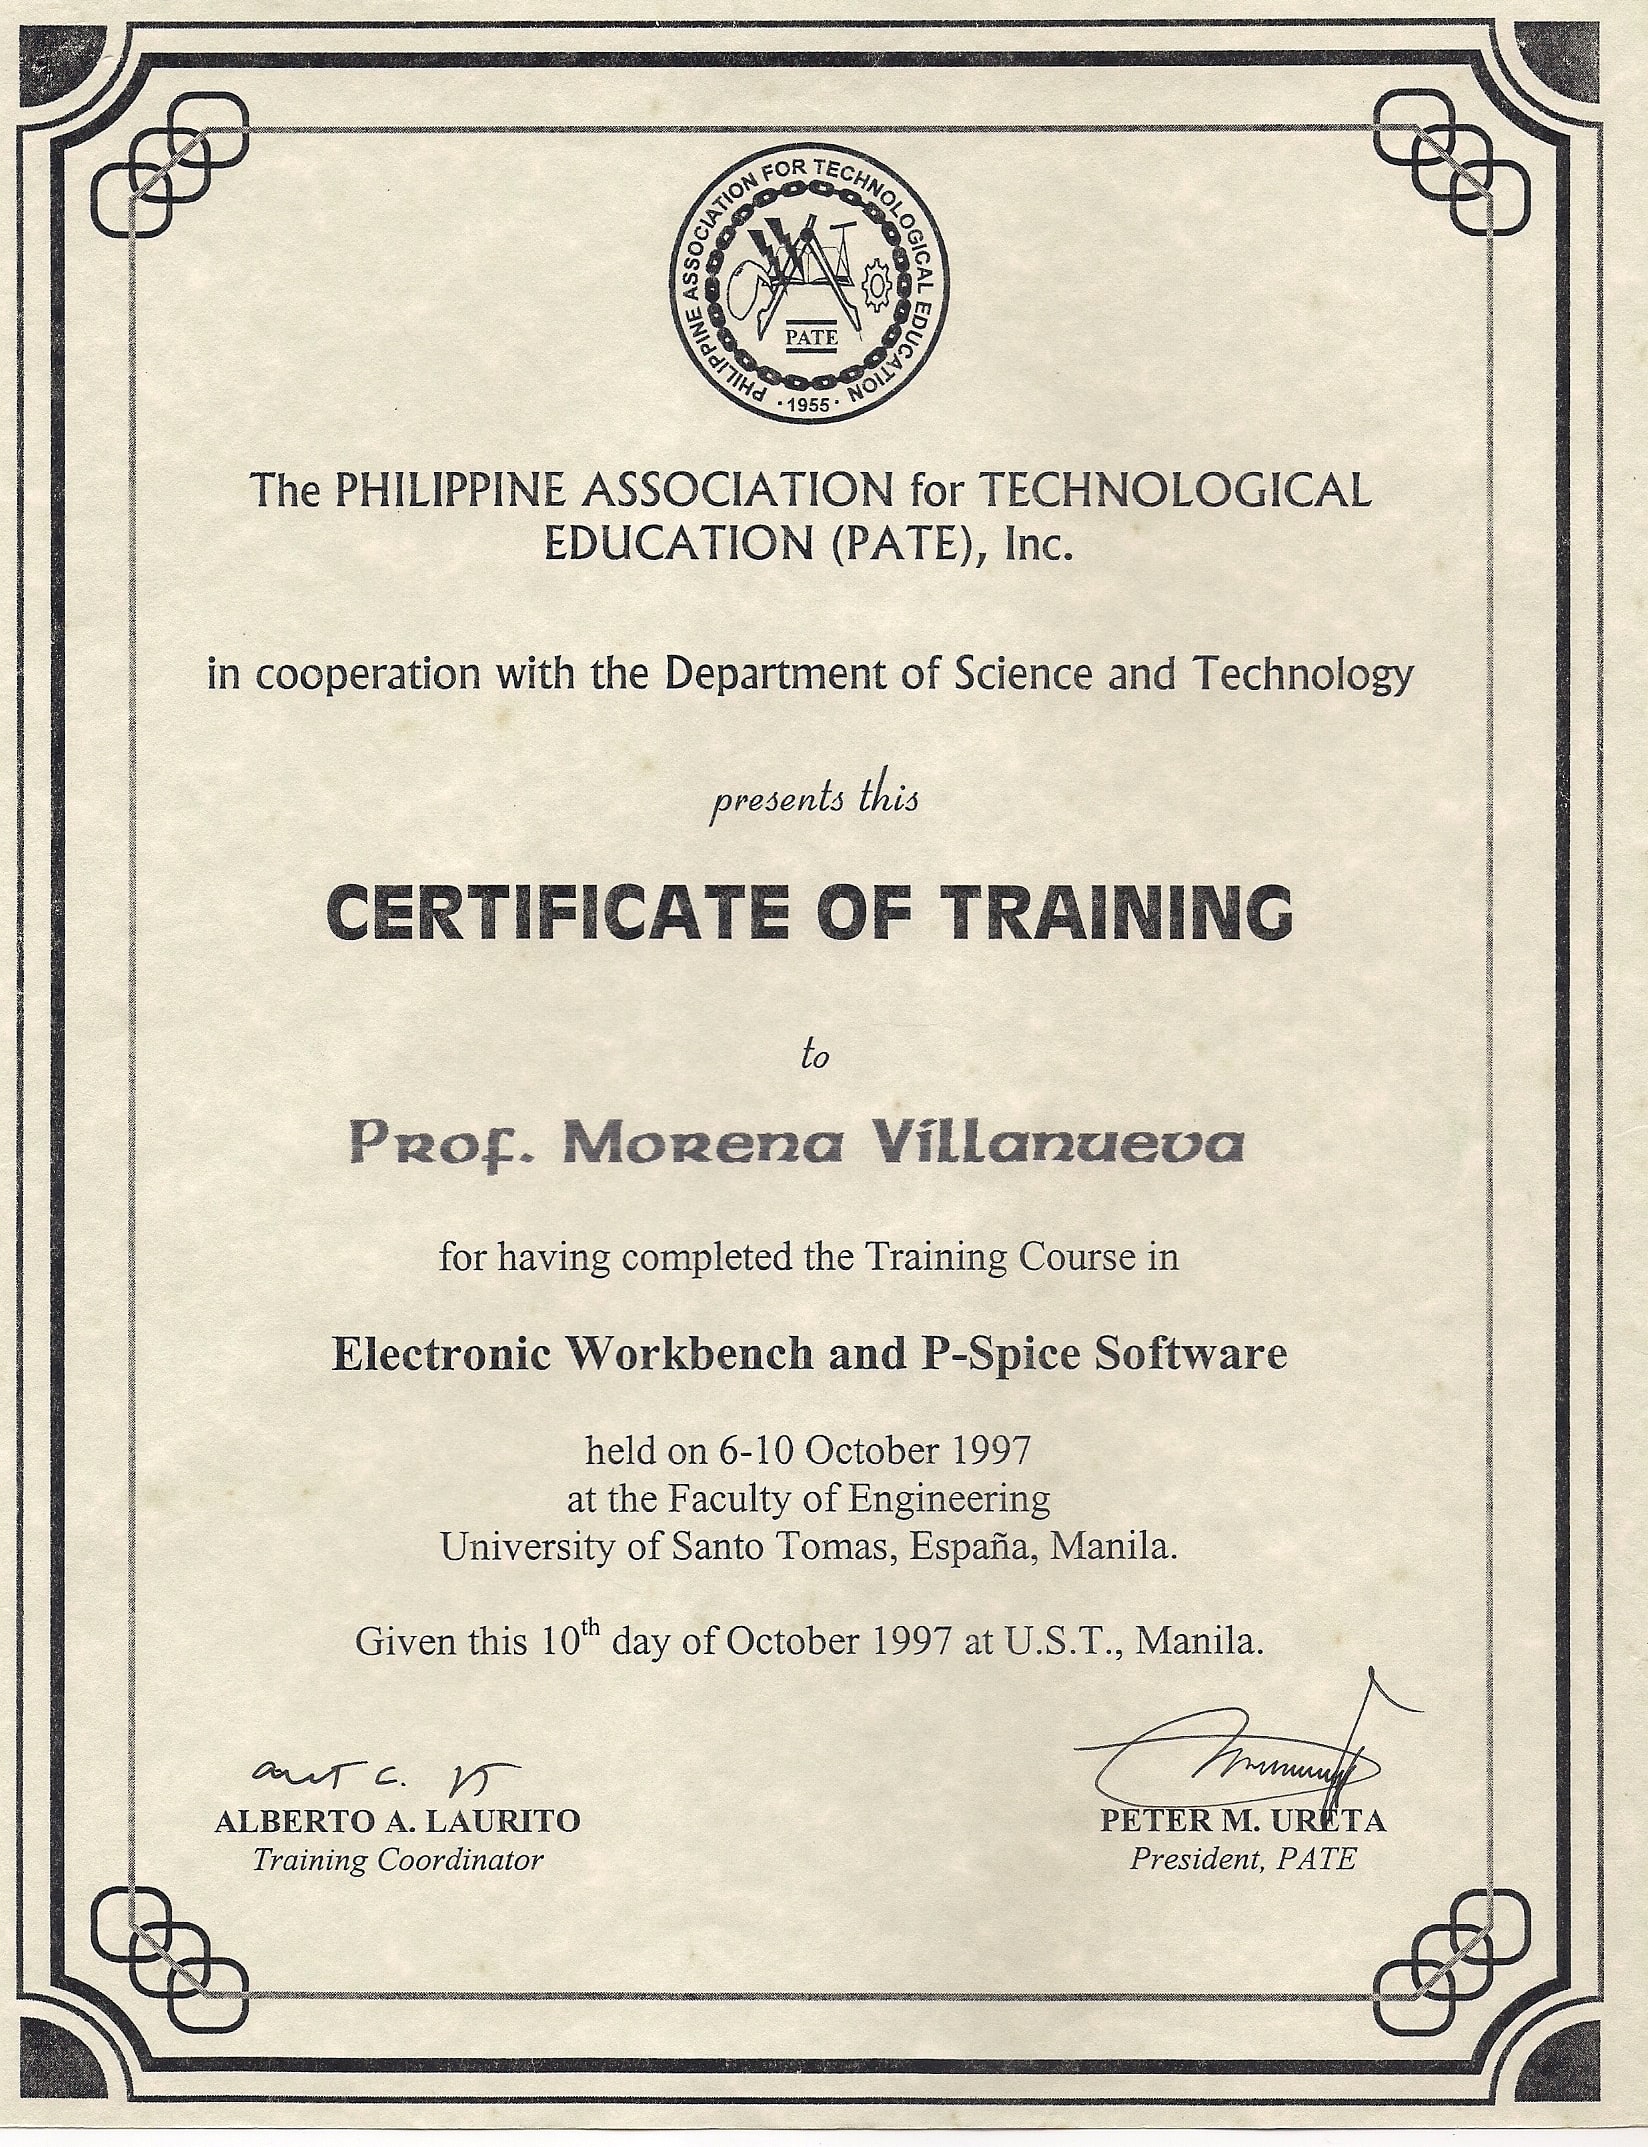 PHILIPPINE ASSOCIATION FOR TECHNOLOGICAL EDUCATION
PATE
· 1955 ·
The PHILIPPINE ASSOCIATION for TECHNOLOGICAL
EDUCATION (PATE), Inc.
in cooperation with the Department of Science and Technology
presents this
CERTIFICATE OF TRAINING
to
Prof. Morena Villanueva
for having completed the Training Course in
Electronic Workbench and P-Spice Software
held on 6-10 October 1997
at the Faculty of Engineering
University of Santo Tomas, España, Manila.
Given this 10th day of October 1997 at U.S.T., Manila.
ALBERTO A. LAURITO
Training Coordinator
PETER M. URETA
President, PATE